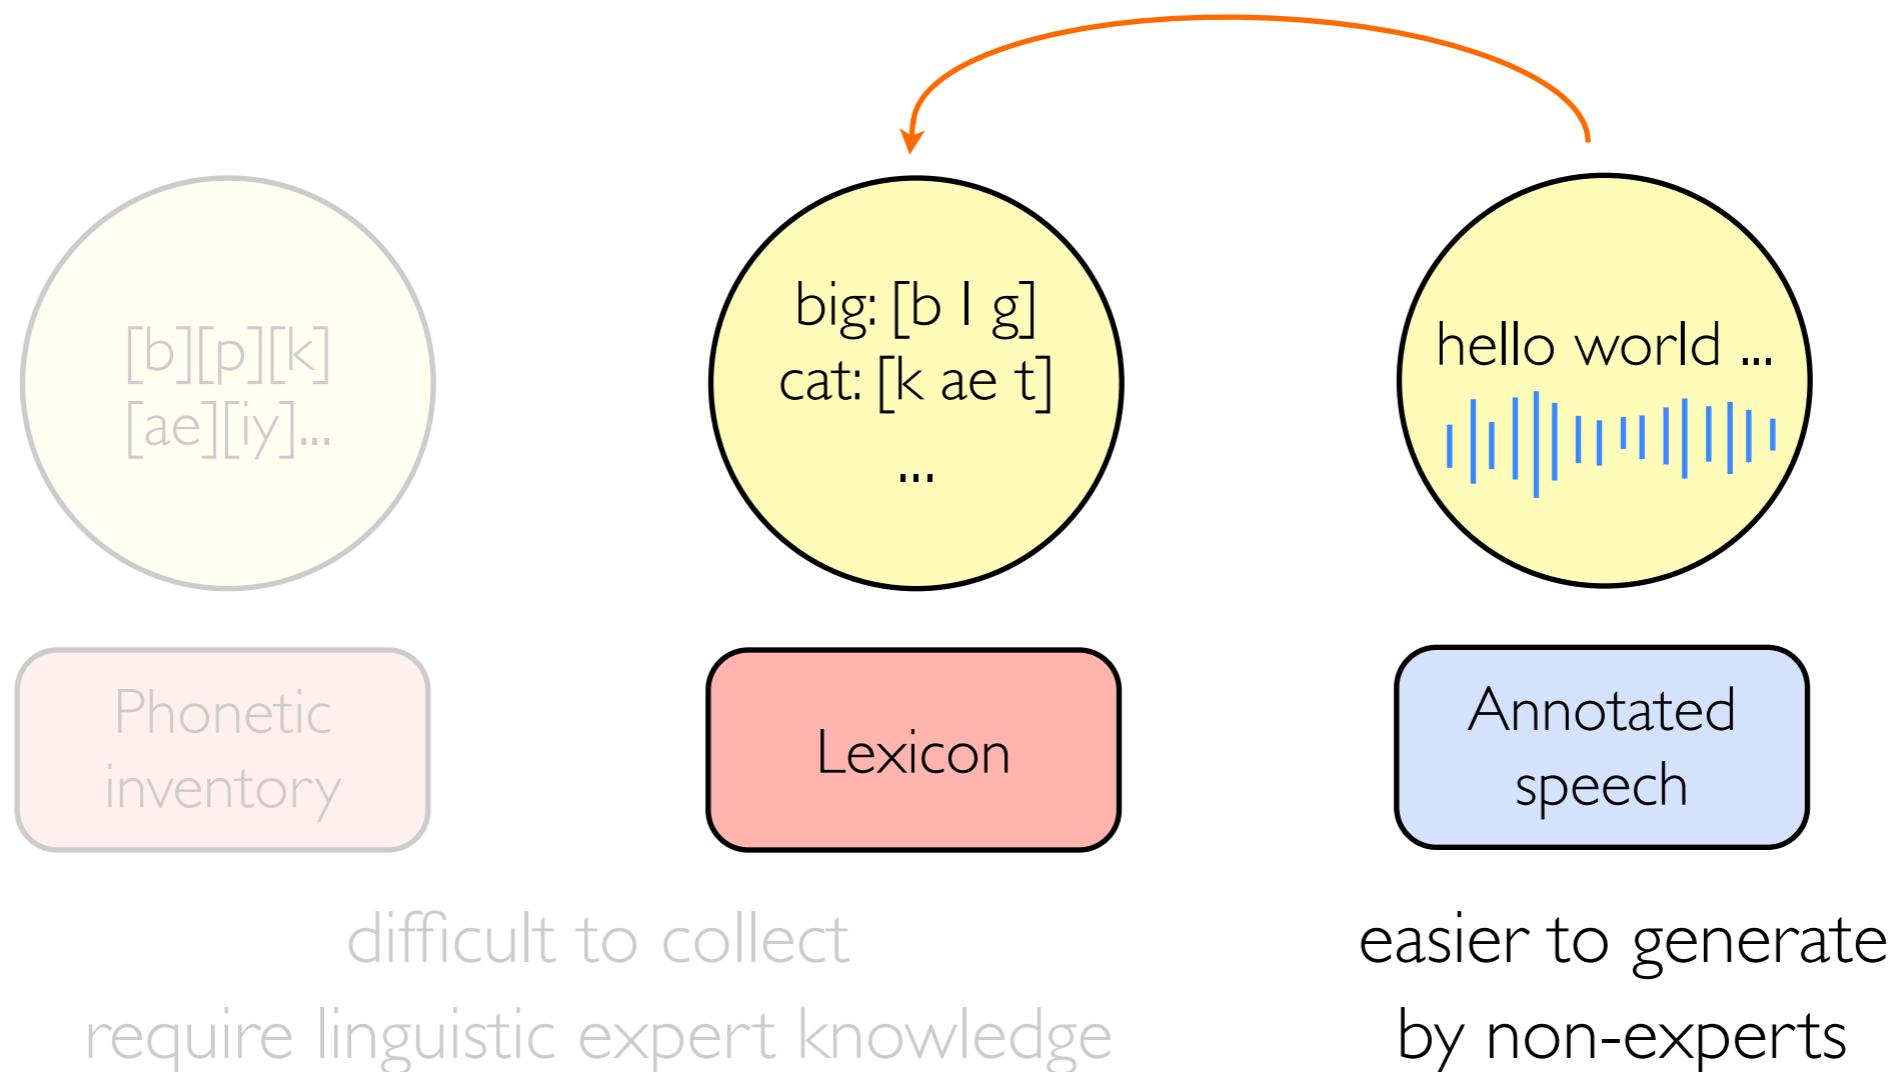 [b][p][k]
[ae][iy]...
big: [b I g]
cat: [k ae t]
...
hello world ...
Phonetic
inventory
Lexicon
Annotated
speech
difficult to collect
require linguistic expert knowledge
easier to generate
by non-experts